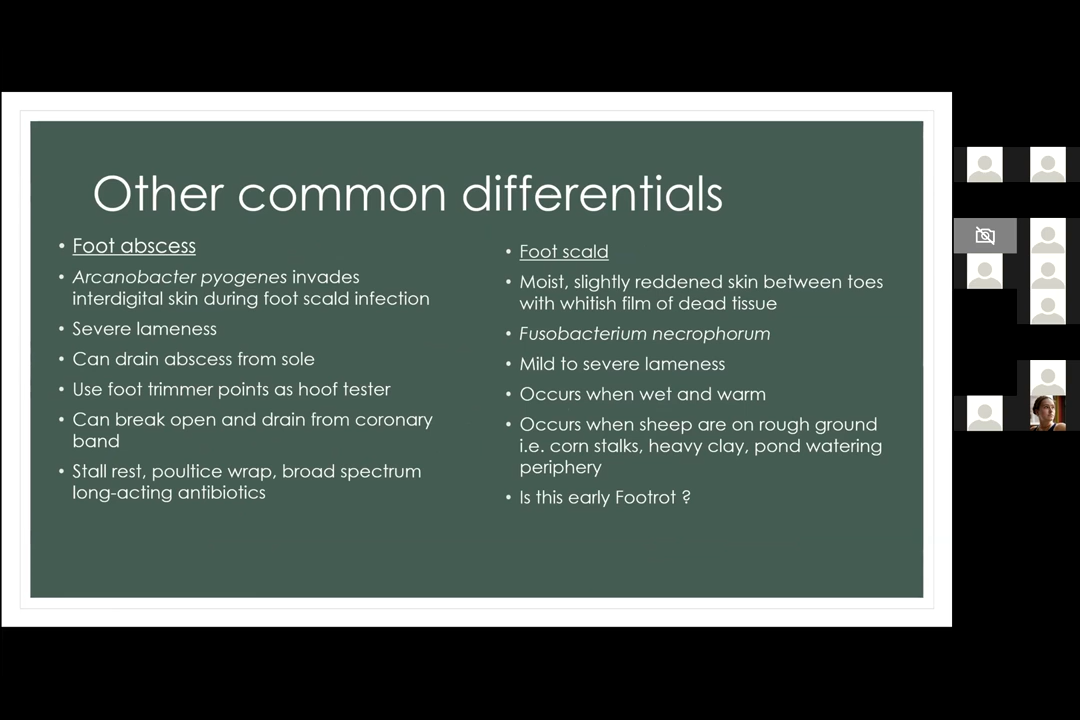 Other common differentials
• Foot abscess
• Arcanobacter pyogenes invades
interdigital skin during foot scald infection
• Severe lameness
• Can drain abscess from sole
• Use foot trimmer points as hoof tester
• Can break open and drain from coronary
band
• Stall rest, poultice wrap, broad spectrum
long-acting antibiotics
• Foot scald
• Moist, slightly reddened skin between toes
with whitish film of dead tissue
• Fusobacterium necrophorum
• Mild to severe lameness
• Occurs when wet and warm
• Occurs when sheep are on rough ground
i.e. corn stalks, heavy clay, pond watering
periphery
• Is this early Footrot ?